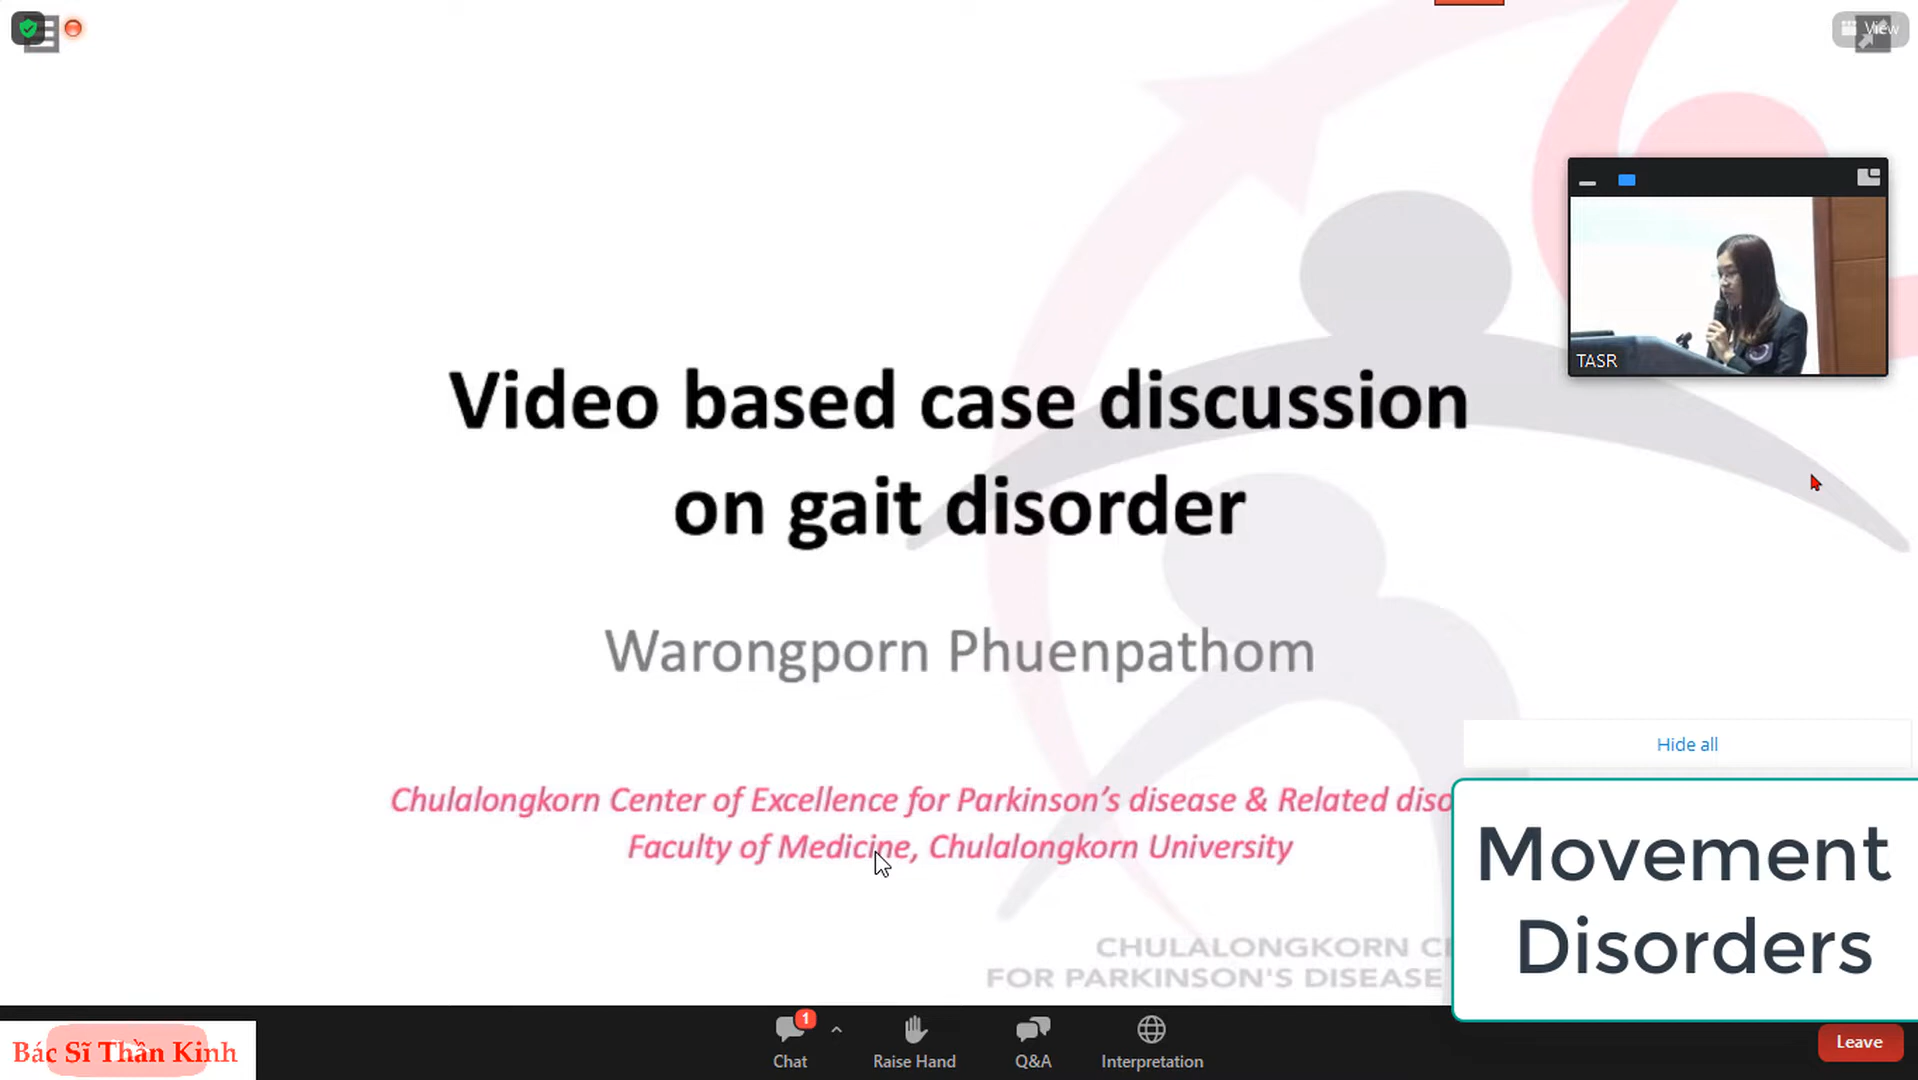 View
TASR
Video based case discussion
on gait disorder
Warongporn Phuenpathom
Hide all
Chulalongkorn Center of Excellence for Parkinson's disease & Related diso
Faculty of Medicine, Chulalongkorn University
Movement
Disorders
CHULALONGKORN CE
FOR PARKINSON'S DISEASE
1
Chat
Raise Hand
Q&A
Interpretation
Leave
Bác Sĩ Thần Kinh